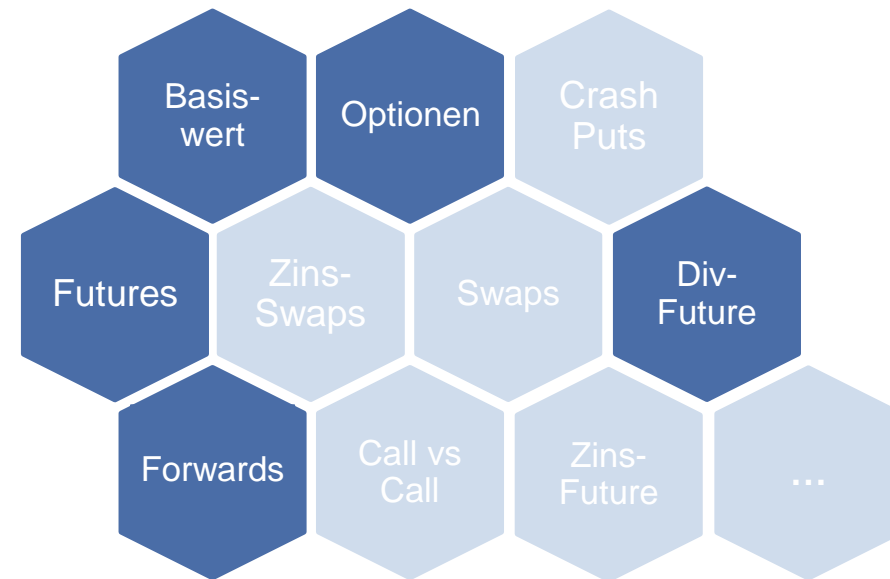 Basis-
wert
Optionen
Crash
Puts
Futures
Zins-
Swaps
Swaps
Div-
Future
Forwards
Call vs
Call
Zins-
Future
...